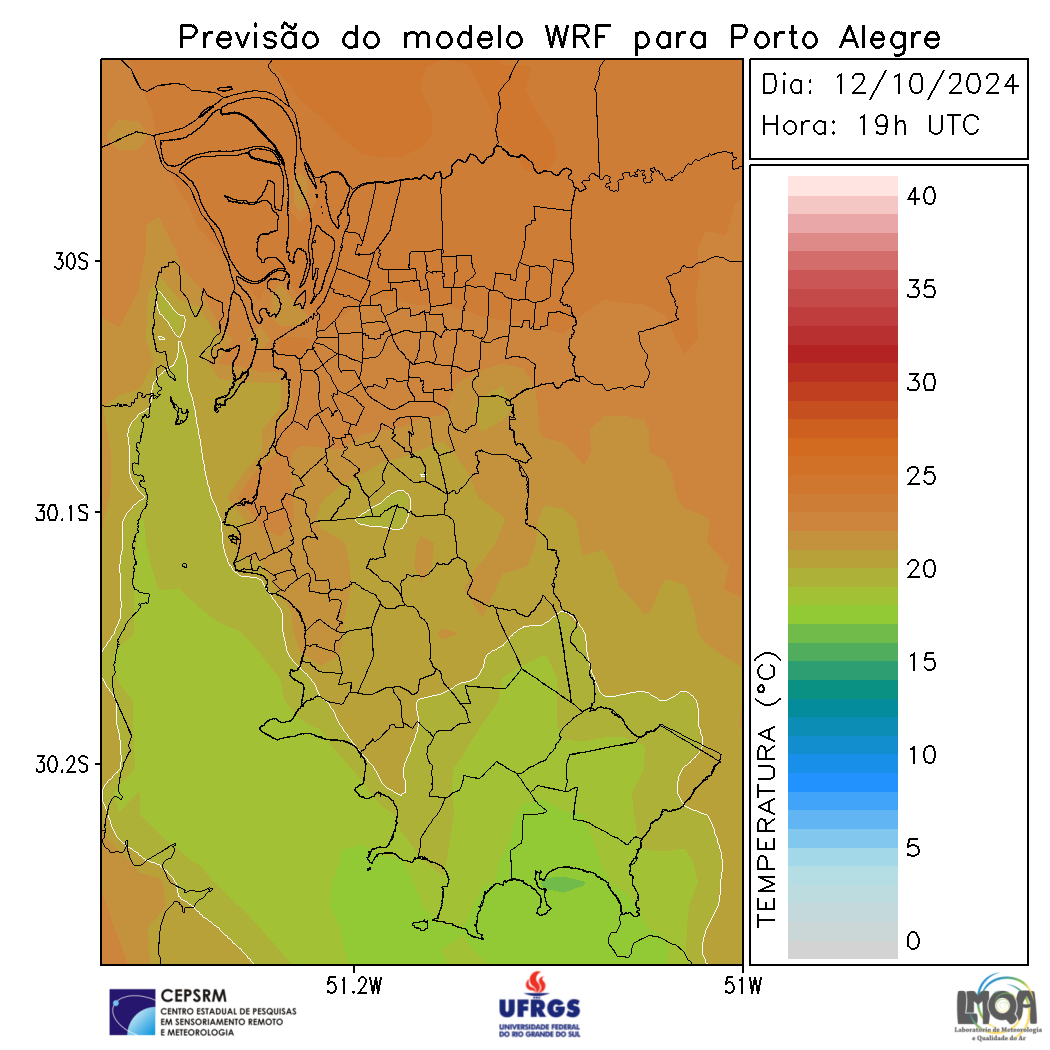 Previsão do modelo WRF para Porto Alegre
Dia: 12/10/2024
Hora: 19h UTC
30S
30.1S
30.2S
51.2W
51W
TEMPERATURA (°C)
40
35
30
25
20
15
10
5
0
CEPSRM
CENTRO ESTADUAL DE PESQUISAS
EM SENSORIAMENTO REMOTO
E METEOROLOGIA
UFRGS
UNIVERSIDADE FEDERAL
DO RIO GRANDE DO SUL
LMQA
Laboratório de Meteorologia
e Qualidade do Ar